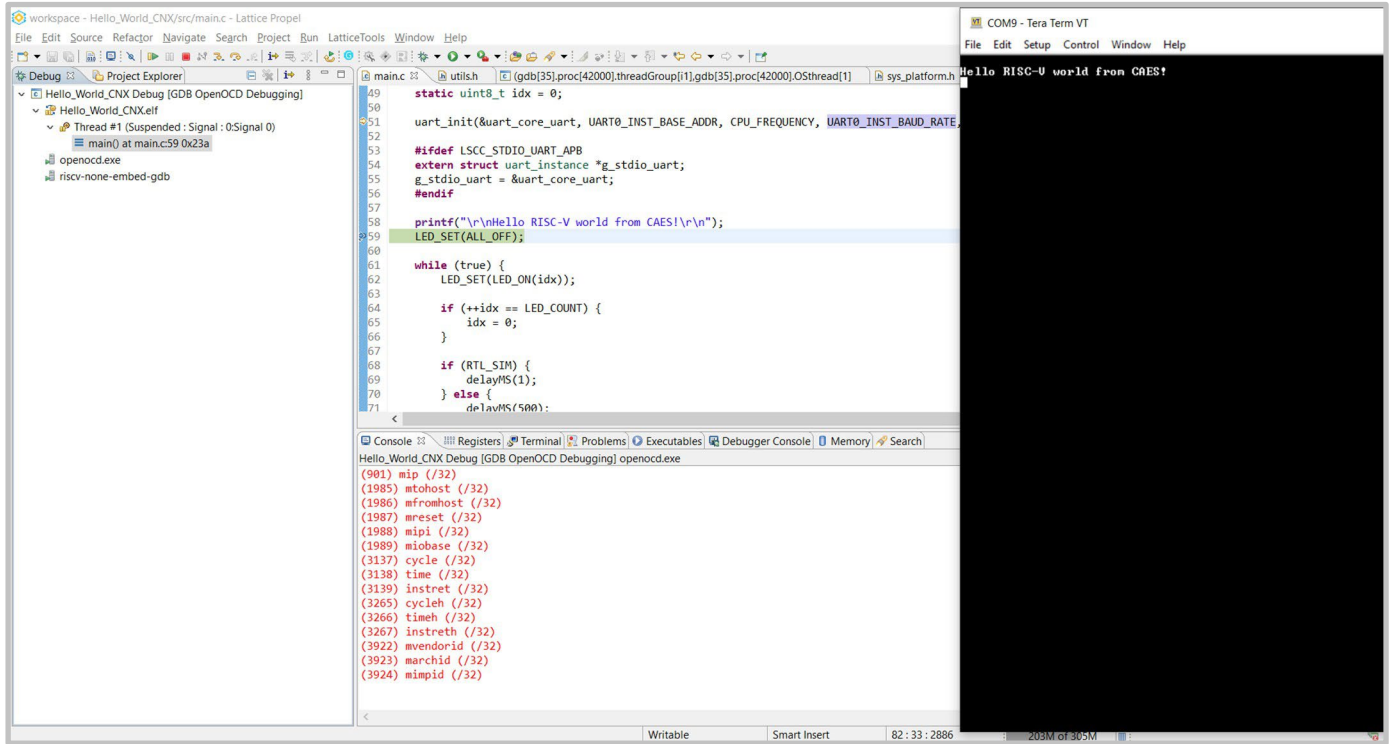 workspace - Hello_World_CNX/src/main.c - Lattice Propel
File Edit Source Refactor Navigate Search Project Run LatticeTools Window Help
Debug Project Explorer
Hello_World_CNX Debug [GDB OpenOCD Debugging]
Hello_World_CNX.elf
Thread #1 (Suspended : Signal : 0:Signal 0)
main() at main.c:59 0x23a
openocd.exe
riscv-none-embed-gdb
main.c utils.h (gdb[35].proc[42000].threadGroup[i1],gdb[35].proc[42000].OSthread[1] sys_platform.h
49 static uint8_t idx = 0;
50
51 uart_init(&uart_core_uart, UART0_INST_BASE_ADDR, CPU_FREQUENCY, UART0_INST_BAUD_RATE,
52
53 #ifdef LSCC_STDIO_UART_APB
54 extern struct uart_instance *g_stdio_uart;
55 g_stdio_uart = &uart_core_uart;
56 #endif
57
58 printf("\r\nHello RISC-V world from CAES!\r\n");
59 LED_SET(ALL_OFF);
60
61 while (true) {
62 LED_SET(LED_ON(idx));
63
64 if (++idx == LED_COUNT) {
65 idx = 0;
66 }
67
68 if (RTL_SIM) {
69 delayMS(1);
70 } else {
71 delayMS(500);
Console Registers Terminal Problems Executables Debugger Console Memory Search
Hello_World_CNX Debug [GDB OpenOCD Debugging] openocd.exe
(901) mip (/32)
(1985) mtohost (/32)
(1986) mfromhost (/32)
(1987) mreset (/32)
(1988) mipi (/32)
(1989) miobase (/32)
(3137) cycle (/32)
(3138) time (/32)
(3139) instret (/32)
(3265) cycleh (/32)
(3266) timeh (/32)
(3267) instreth (/32)
(3922) mvendorid (/32)
(3923) marchid (/32)
(3924) mimpid (/32)
Writable Smart Insert 82 : 33 : 2886 203M of 305M
COM9 - Tera Term VT
File Edit Setup Control Window Help
Hello RISC-V world from CAES!